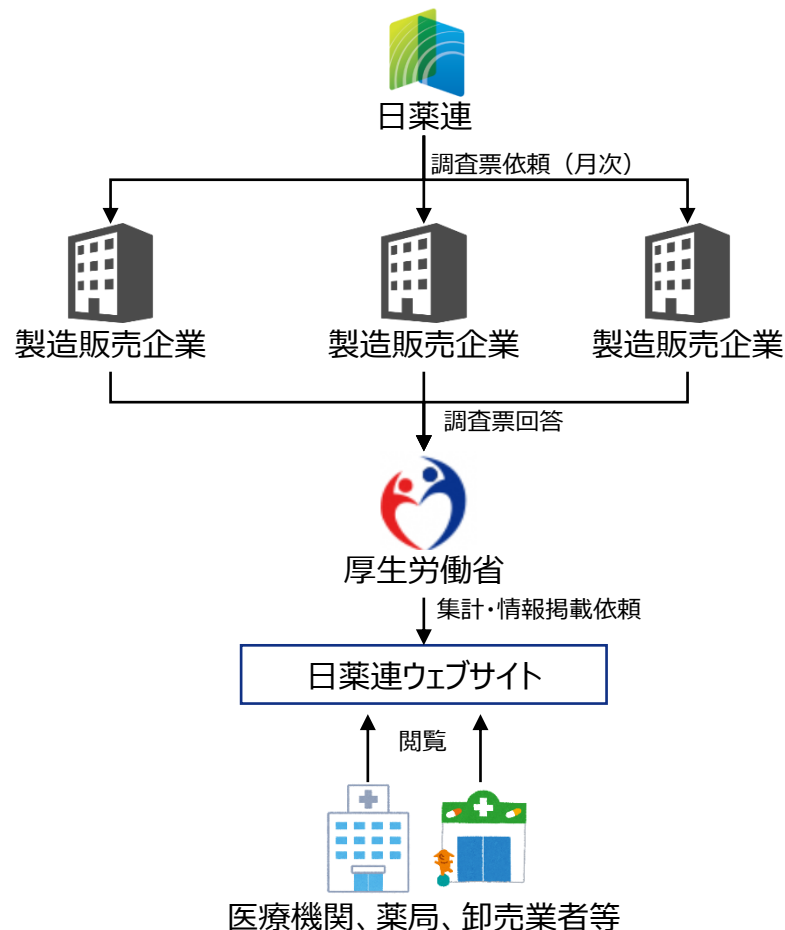 日薬連
調査票依頼（月次）
製造販売企業
製造販売企業
製造販売企業
調査票回答
厚生労働省
集計・情報掲載依頼
日薬連ウェブサイト
閲覧
医療機関、薬局、卸売業者等